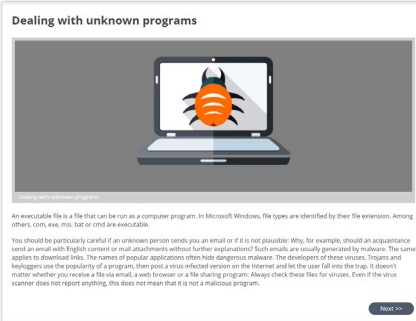 Dealing with unknown programs
Dealing with unknown programs
An executable file is a file that can be run as a computer program. In Microsoft Windows, file types are identified by their file extension. Among
others, com, exe, msi, bat or cmd are executable.
You should be particularly careful if an unknown person sends you an email or if it is not plausible: Why, for example, should an acquaintance
send an email with English content or mail attachments without further explanations? Such emails are usually generated by malware. The same
applies to download links. The names of popular applications often hide dangerous malware. The developers of these viruses, Trojans and
keyloggers use the popularity of a program, then post a virus-infected version on the Internet and let the user fall into the trap. It doesn't
matter whether you receive a file via email, a web browser or a file sharing program: Always check these files for viruses. Even if the virus
scanner does not report anything, this does not mean that it is not a malicious program.
Next >>